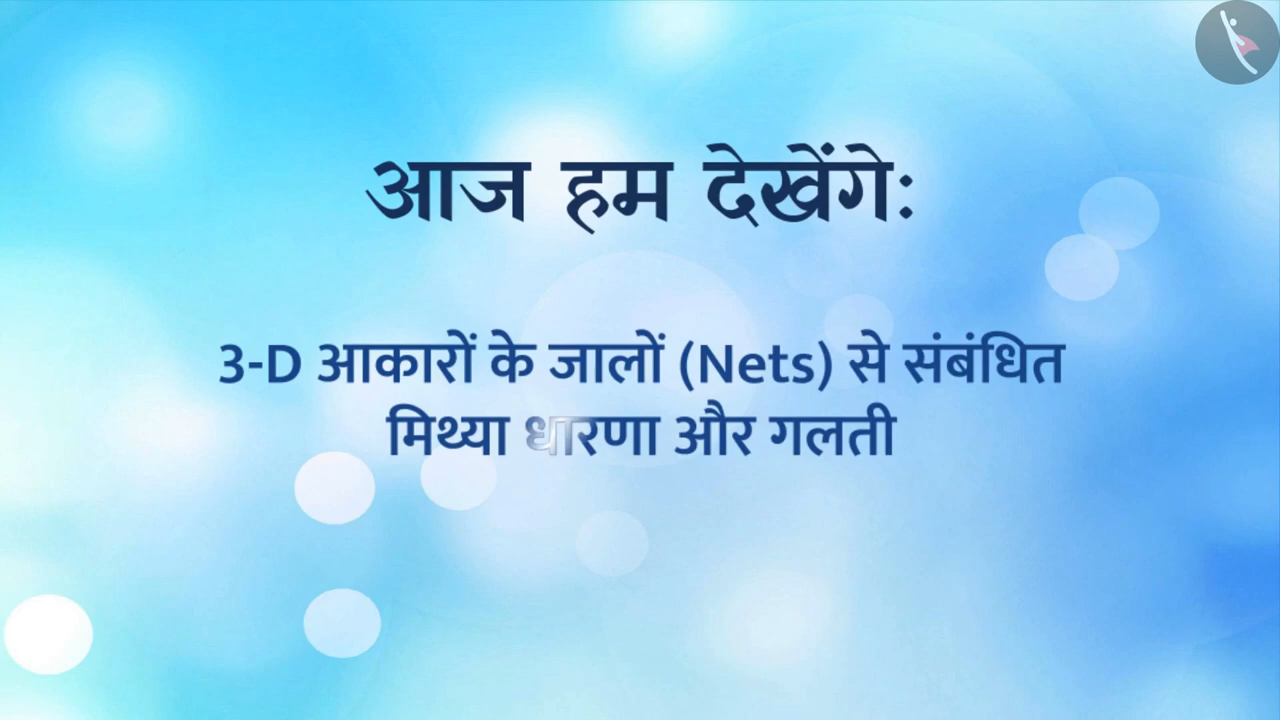 आज हम देखेंगे:
3-D आकारों के जालों (Nets) से संबंधित
मिथ्या धारणा और गलती